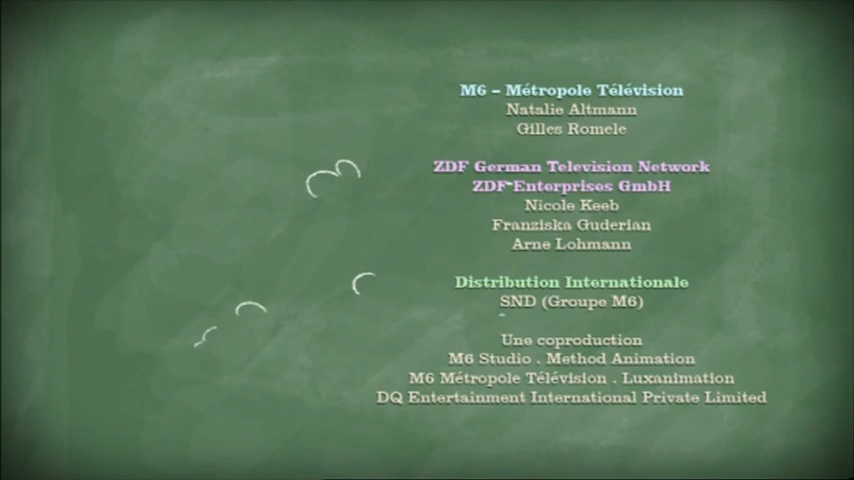 M6 – Métropole Télévision
Natalie Altmann
Gilles Romele
ZDF German Television Network
ZDF Enterprises GmbH
Nicole Keeb
Franziska Guderian
Arne Lohmann
Distribution Internationale
SND (Groupe M6)
Une coproduction
M6 Studio . Method Animation
M6 Métropole Télévision . Luxanimation
DQ Entertainment International Private Limited